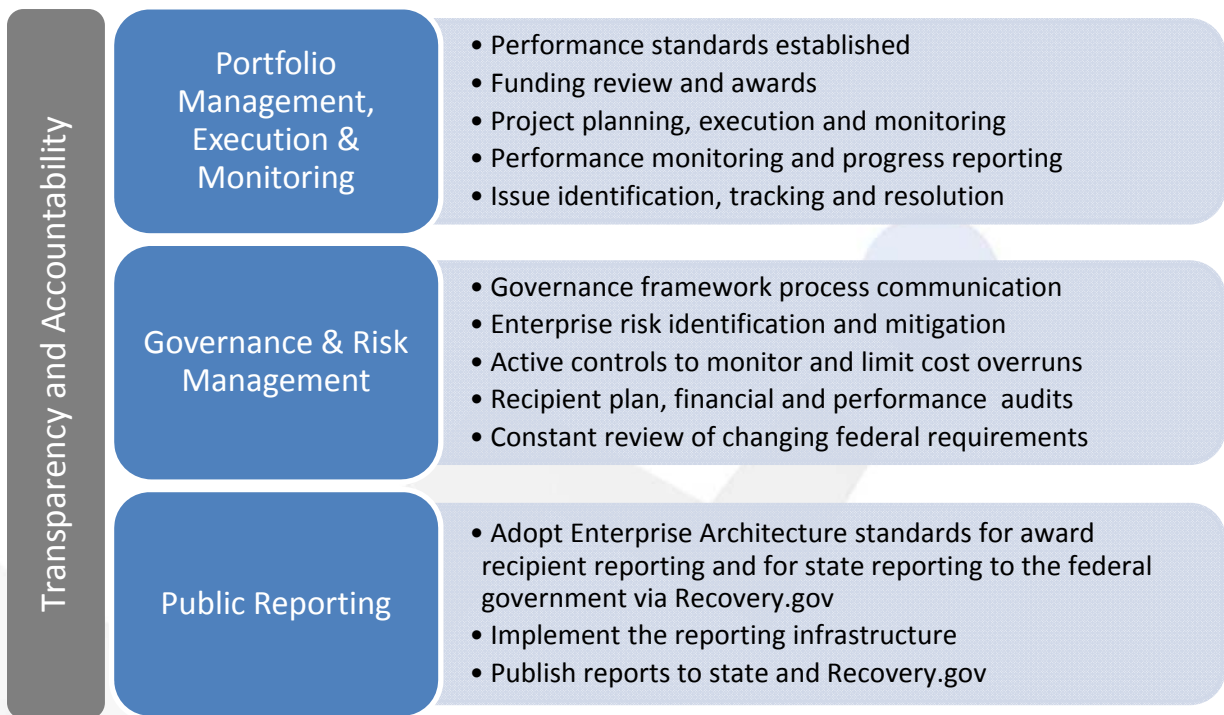 Transparency and Accountability
Portfolio
Management,
Execution &
Monitoring
• Performance standards established
• Funding review and awards
• Project planning, execution and monitoring
• Performance monitoring and progress reporting
• Issue identification, tracking and resolution
Governance & Risk
Management
• Governance framework process communication
• Enterprise risk identification and mitigation
• Active controls to monitor and limit cost overruns
• Recipient plan, financial and performance  audits
• Constant review of changing federal requirements
Public Reporting
• Adopt Enterprise Architecture standards for award
recipient reporting and for state reporting to the federal
government via Recovery.gov
• Implement the reporting infrastructure
• Publish reports to state and Recovery.gov